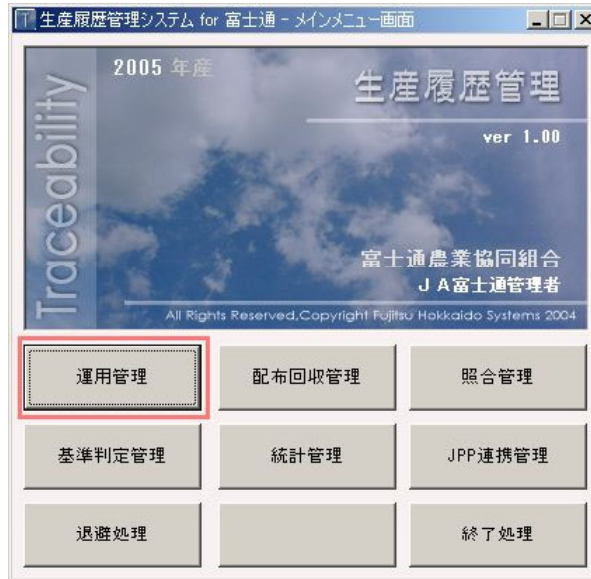 生産履歴管理システム for 富士通 - メインメニュー画面
2005 年産
生産履歴管理
ver 1.00
Traceability
富士通農業協同組合
JA富士通管理者
All Rights Reserved,Copyright Fujitsu Hokkaido Systems 2004
運用管理
配布回収管理
照合管理
基準判定管理
統計管理
JPP連携管理
退避処理
終了処理